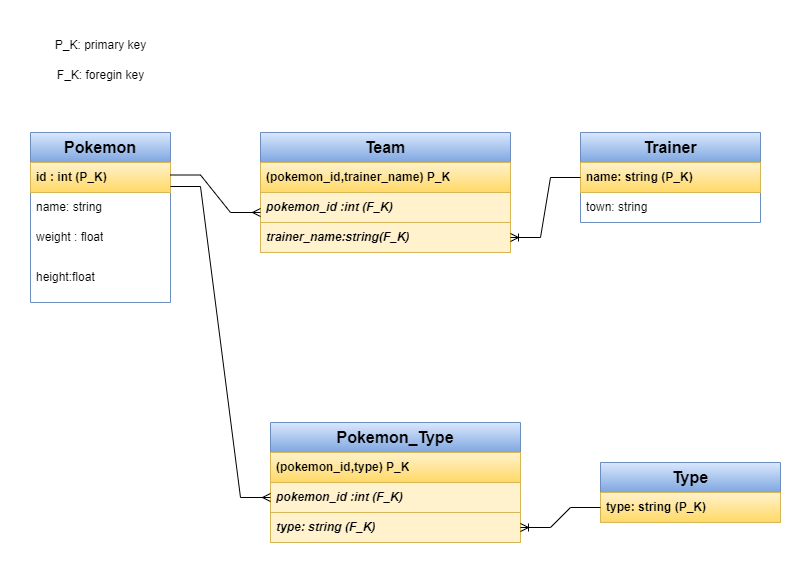 P_K: primary key
F_K: foregin key
Pokemon
id : int (P_K)
name: string
weight : float
height:float
Team
(pokemon_id,trainer_name) P_K
pokemon_id :int (F_K)
trainer_name:string(F_K)
Trainer
name: string (P_K)
town: string
Pokemon_Type
(pokemon_id,type) P_K
pokemon_id :int (F_K)
type: string (F_K)
Type
type: string (P_K)